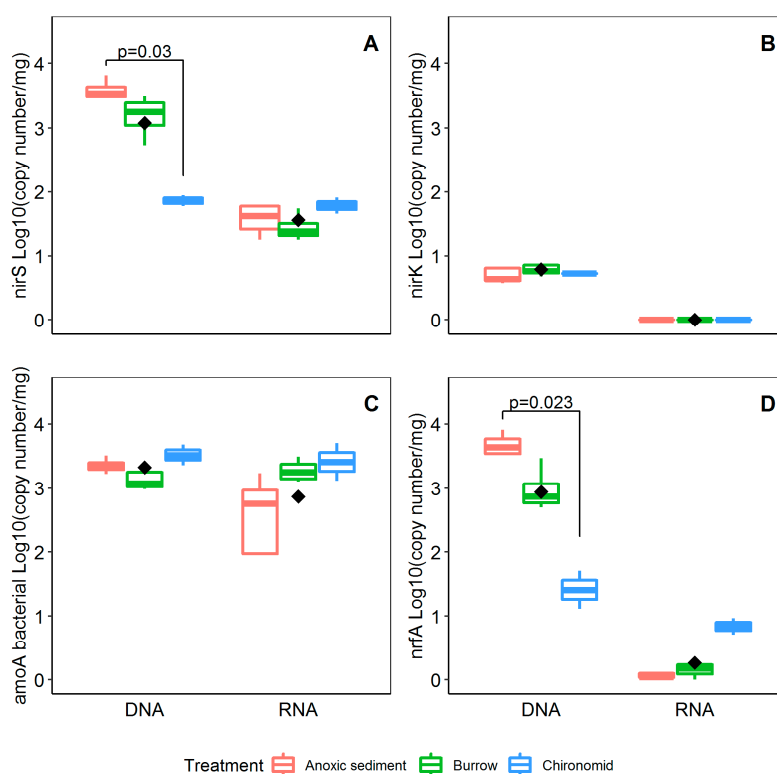 A
p=0.03
nirS Log10(copy number/mg)
4
3
2
1
0
B
nirK Log10(copy number/mg)
4
3
2
1
0
C
amoA bacterial Log10(copy number/mg)
4
3
2
1
0
DNA RNA
D
p=0.023
nrfA Log10(copy number/mg)
4
3
2
1
0
DNA RNA
Treatment Anoxic sediment Burrow Chironomid